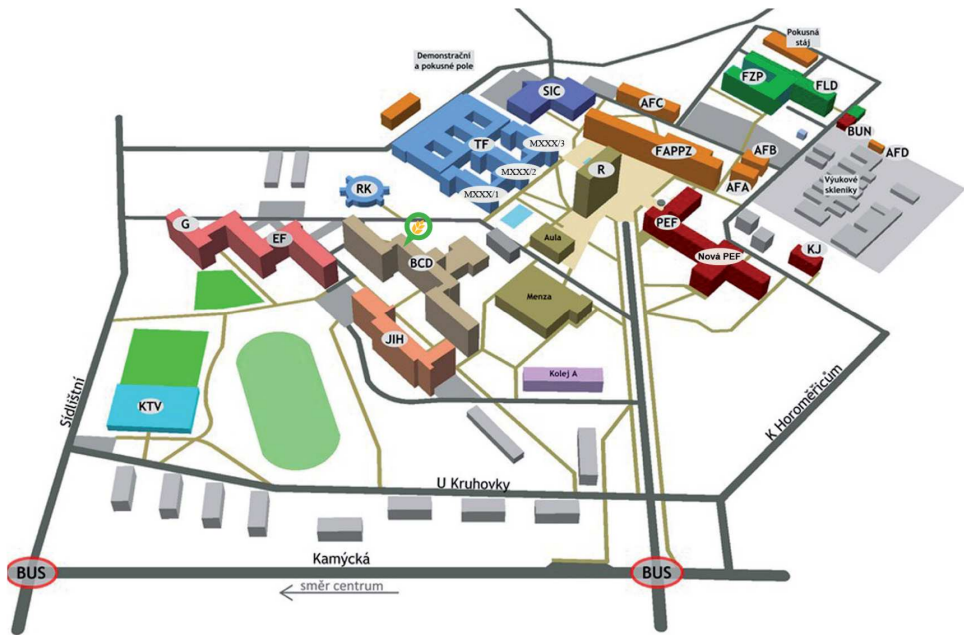 Pokusná
stáj
Demonstrační
a pokusné pole
FZP
FLD
SIC
AFC
BUN
TF
MXXX/3
FAPPZ
AFB
AFD
R
MXXX/2
AFA
Výukové
skleníky
RK
MXXX/1
G
EF
PEF
Aula
KJ
Nová PEF
BCD
Menza
JIH
Kolej A
KTV
Sídlištní
K Horoměřicům
U Kruhovky
Kamýcká
BUS
BUS
směr centrum